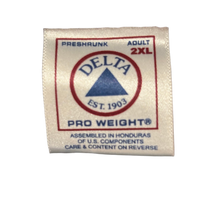 PRESHRUNK ADULT
2XL
DELTA
EST. 1903
PRO WEIGHT®
ASSEMBLED IN HONDURAS
OF U.S. COMPONENTS
CARE & CONTENT ON REVERSE